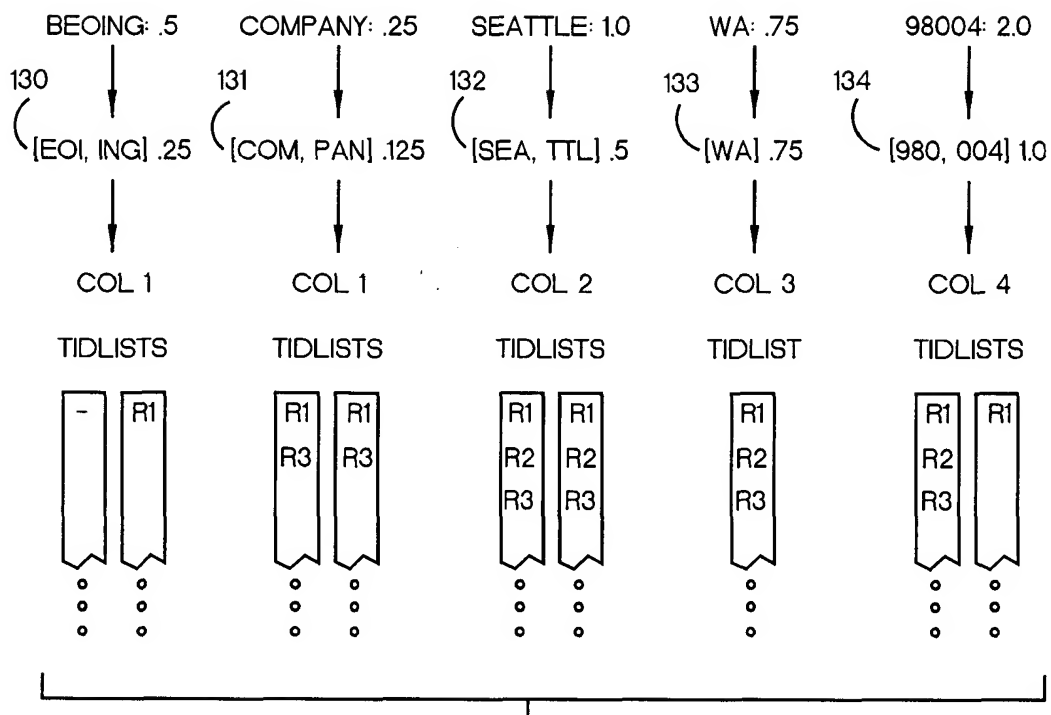 BEOING: .5 COMPANY: .25 SEATTLE: 1.0 WA: .75 98004: 2.0
130 131 132 133 134
[EOI, ING] .25 [COM, PAN] .125 [SEA, TTL] .5 [WA] .75 [980, 004] 1.0
COL 1 COL 1 COL 2 COL 3 COL 4
TIDLISTS TIDLISTS TIDLISTS TIDLIST TIDLISTS
- R1 R1 R1 R1 R1 R1 R1 R1
R3 R3 R2 R2 R2 R2
R3 R3 R3 R3